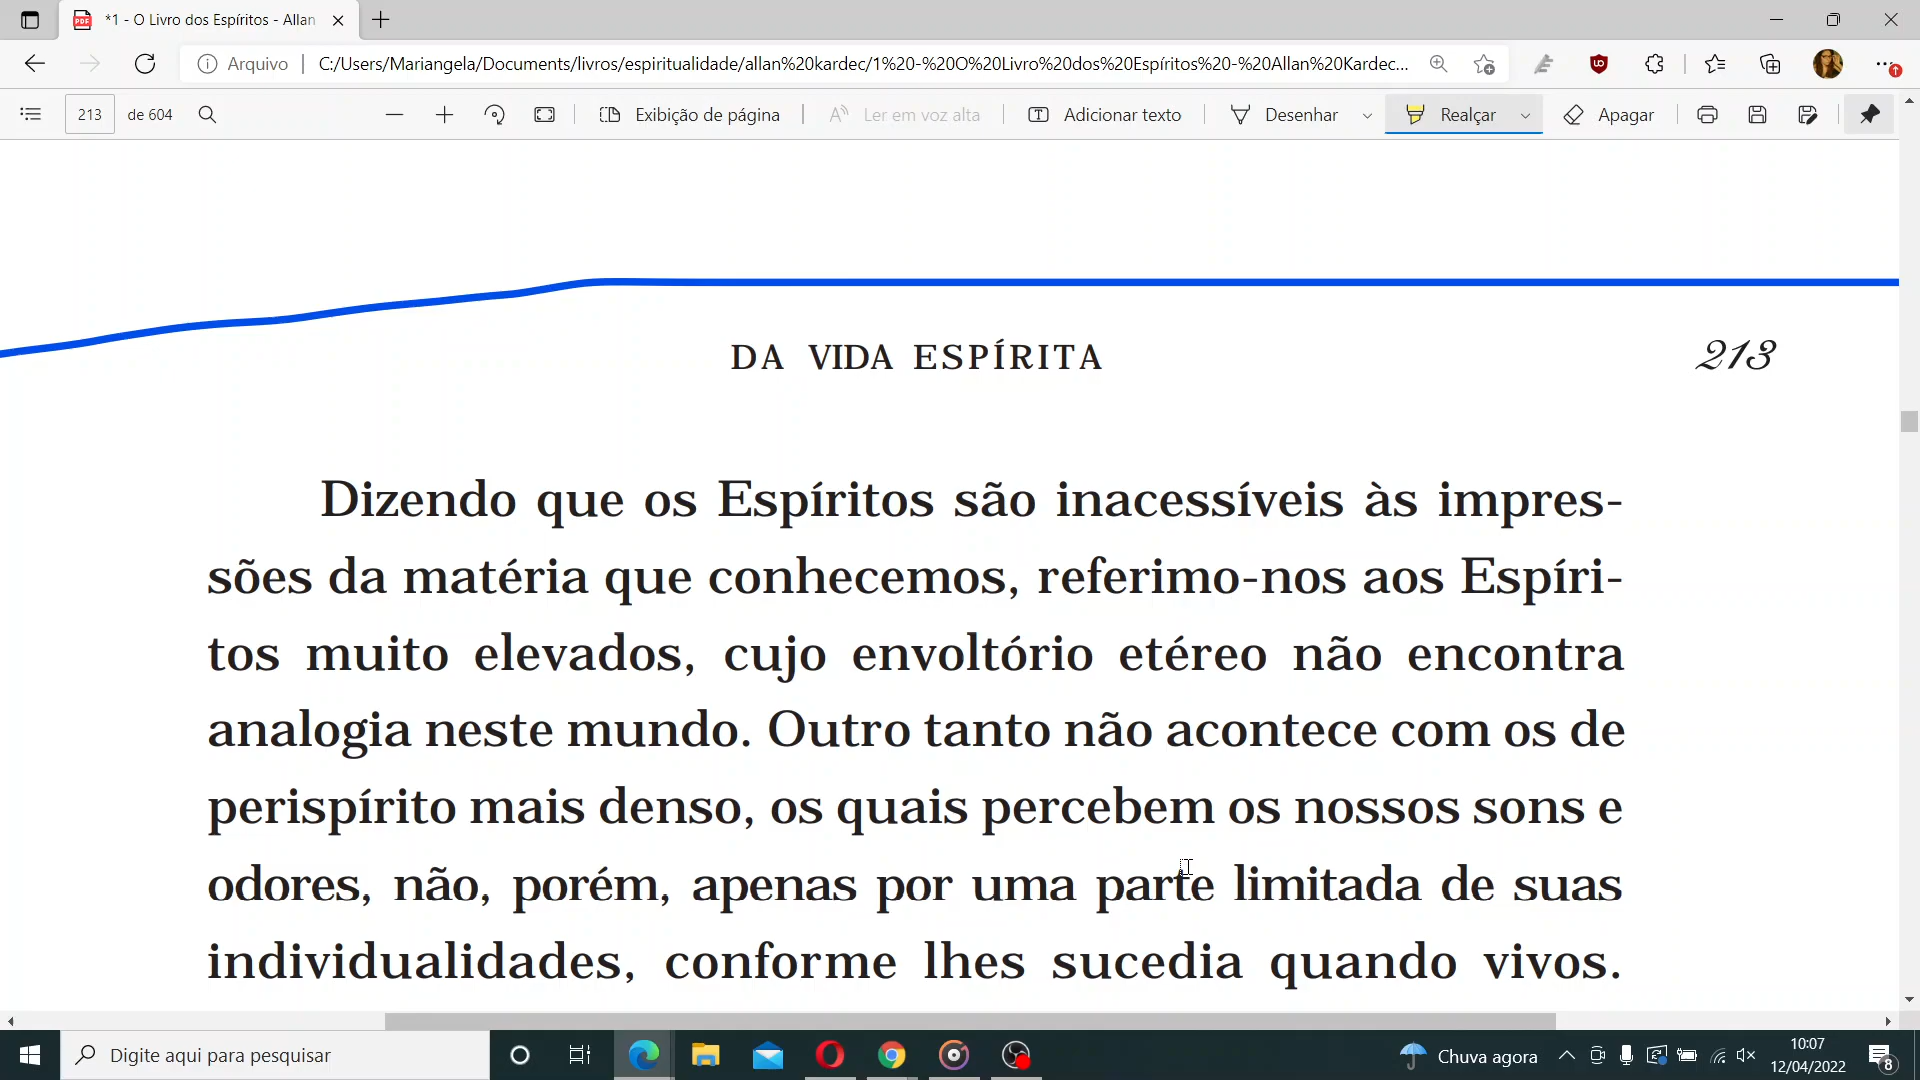 *1 - O Livro dos Espíritos - Allan
Arquivo
C:/Users/Mariangela/Documents/livros/espiritualidade/allan%20kardec/1%20-%20O%20Livro%20dos%20Espíritos%20-%20Allan%20Kardec...
213 de 604
Exibição de página
Ler em voz alta
Adicionar texto
Desenhar
Realçar
Apagar
DA VIDA ESPÍRITA 213
Dizendo que os Espíritos são inacessíveis às impres-
sões da matéria que conhecemos, referimo-nos aos Espíri-
tos muito elevados, cujo envoltório etéreo não encontra
analogia neste mundo. Outro tanto não acontece com os de
perispírito mais denso, os quais percebem os nossos sons e
odores, não, porém, apenas por uma parte limitada de suas
individualidades, conforme lhes sucedia quando vivos.
Digite aqui para pesquisar
Chuva agora
10:07
12/04/2022
8